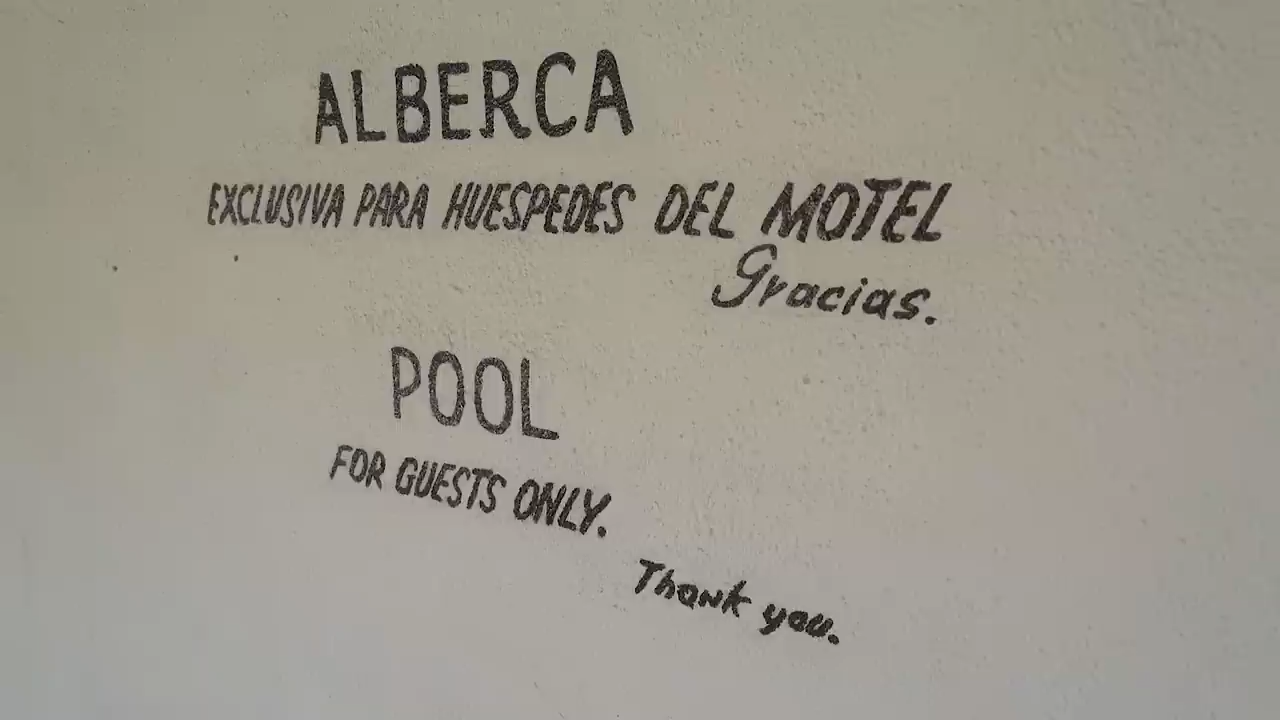 ALBERCA
EXCLUSIVA PARA HUESPEDES DEL MOTEL
Gracias.
POOL
FOR GUESTS ONLY.
Thank you.